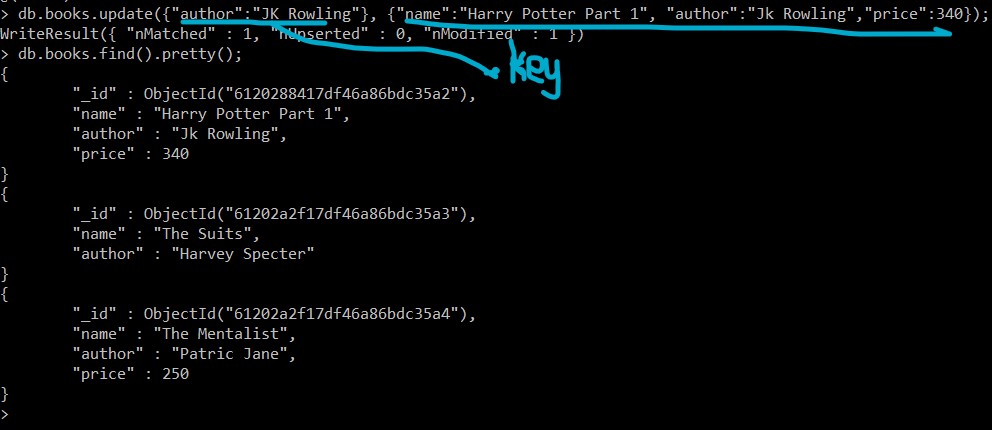 > db.books.update({"author":"JK Rowling"}, {"name":"Harry Potter Part 1", "author":"Jk Rowling","price":340});
WriteResult({ "nMatched" : 1, "nUpserted" : 0, "nModified" : 1 })
Key
> db.books.find().pretty();
{
"_id" : ObjectId("6120288417df46a86bdc35a2"),
"name" : "Harry Potter Part 1",
"author" : "Jk Rowling",
"price" : 340
}
{
"_id" : ObjectId("61202a2f17df46a86bdc35a3"),
"name" : "The Suits",
"author" : "Harvey Specter"
}
{
"_id" : ObjectId("61202a2f17df46a86bdc35a4"),
"name" : "The Mentalist",
"author" : "Patric Jane",
"price" : 250
}
>